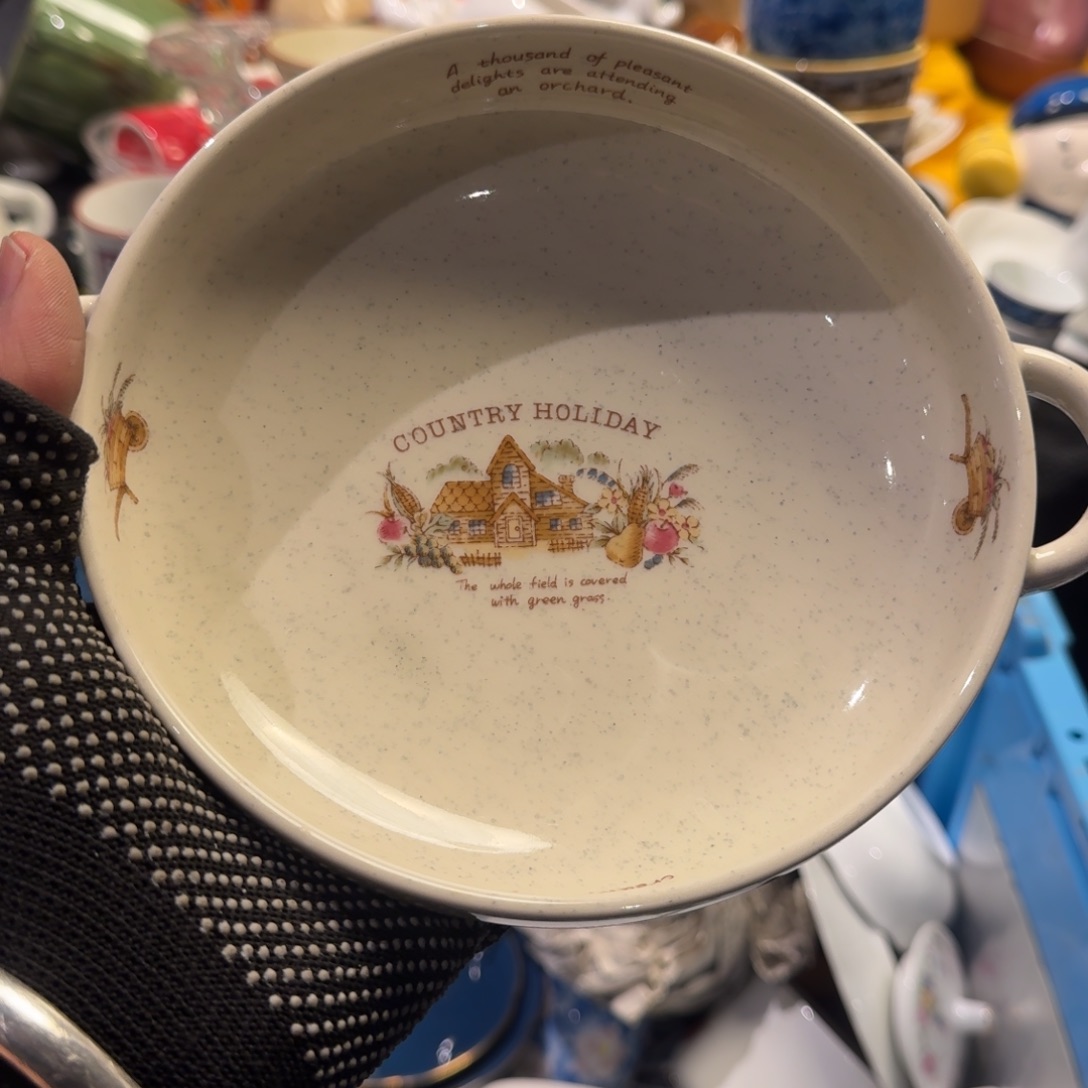 A thousand of pleasant
delights are attending
an orchard.
COUNTRY HOLIDAY
The whole field is covered
with green grass.